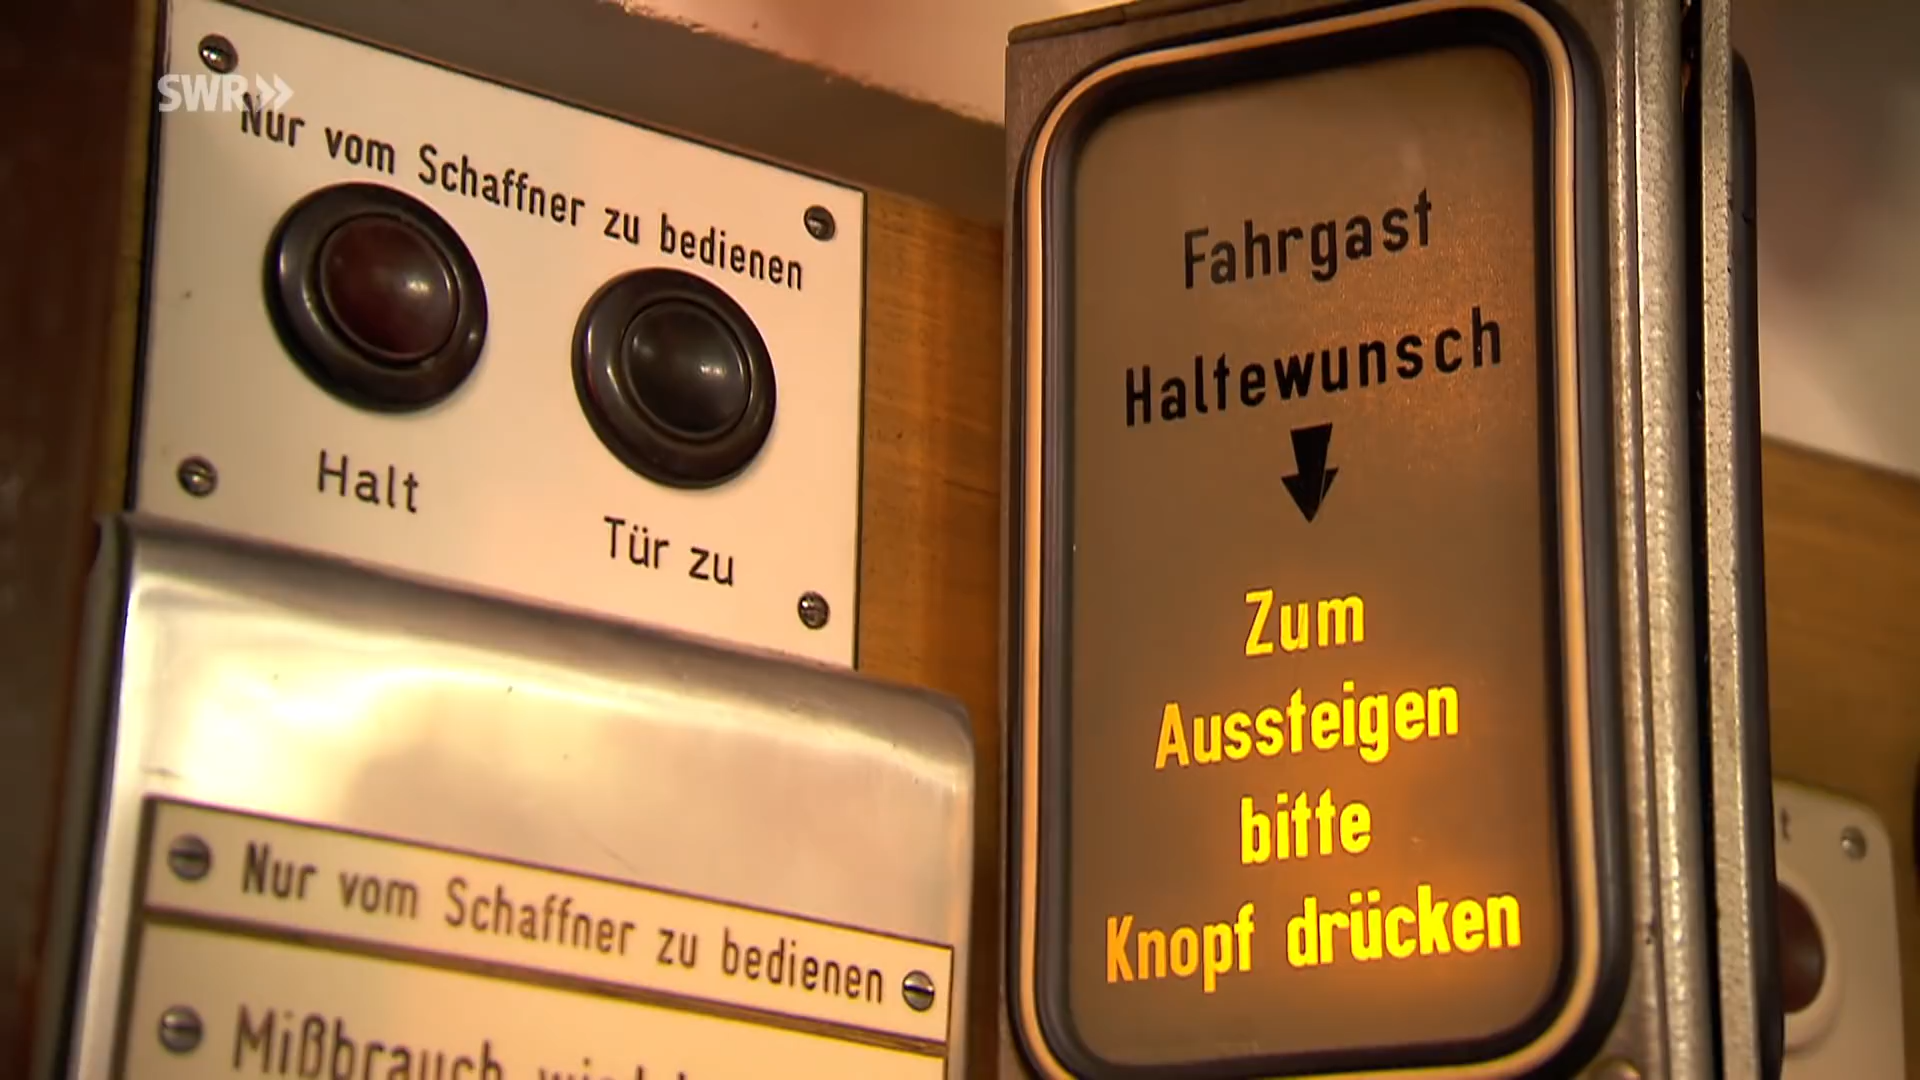 SWR
Nur vom Schaffner zu bedienen
Halt
Tür zu
Nur vom Schaffner zu bedienen
Mißbrauch
Fahrgast
Haltewunsch
Zum
Aussteigen
bitte
Knopf drücken